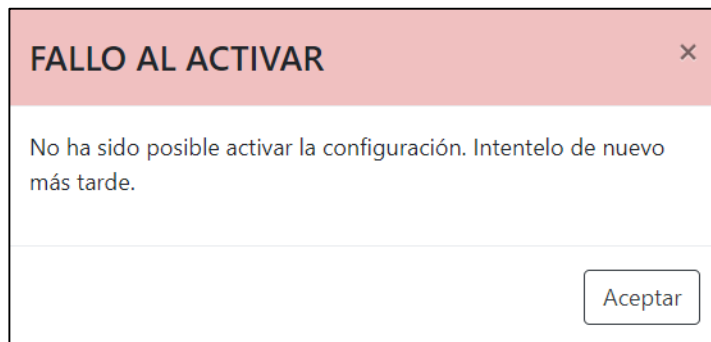 FALLO AL ACTIVAR
×
No ha sido posible activar la configuración. Intentelo de nuevo
más tarde.
Aceptar